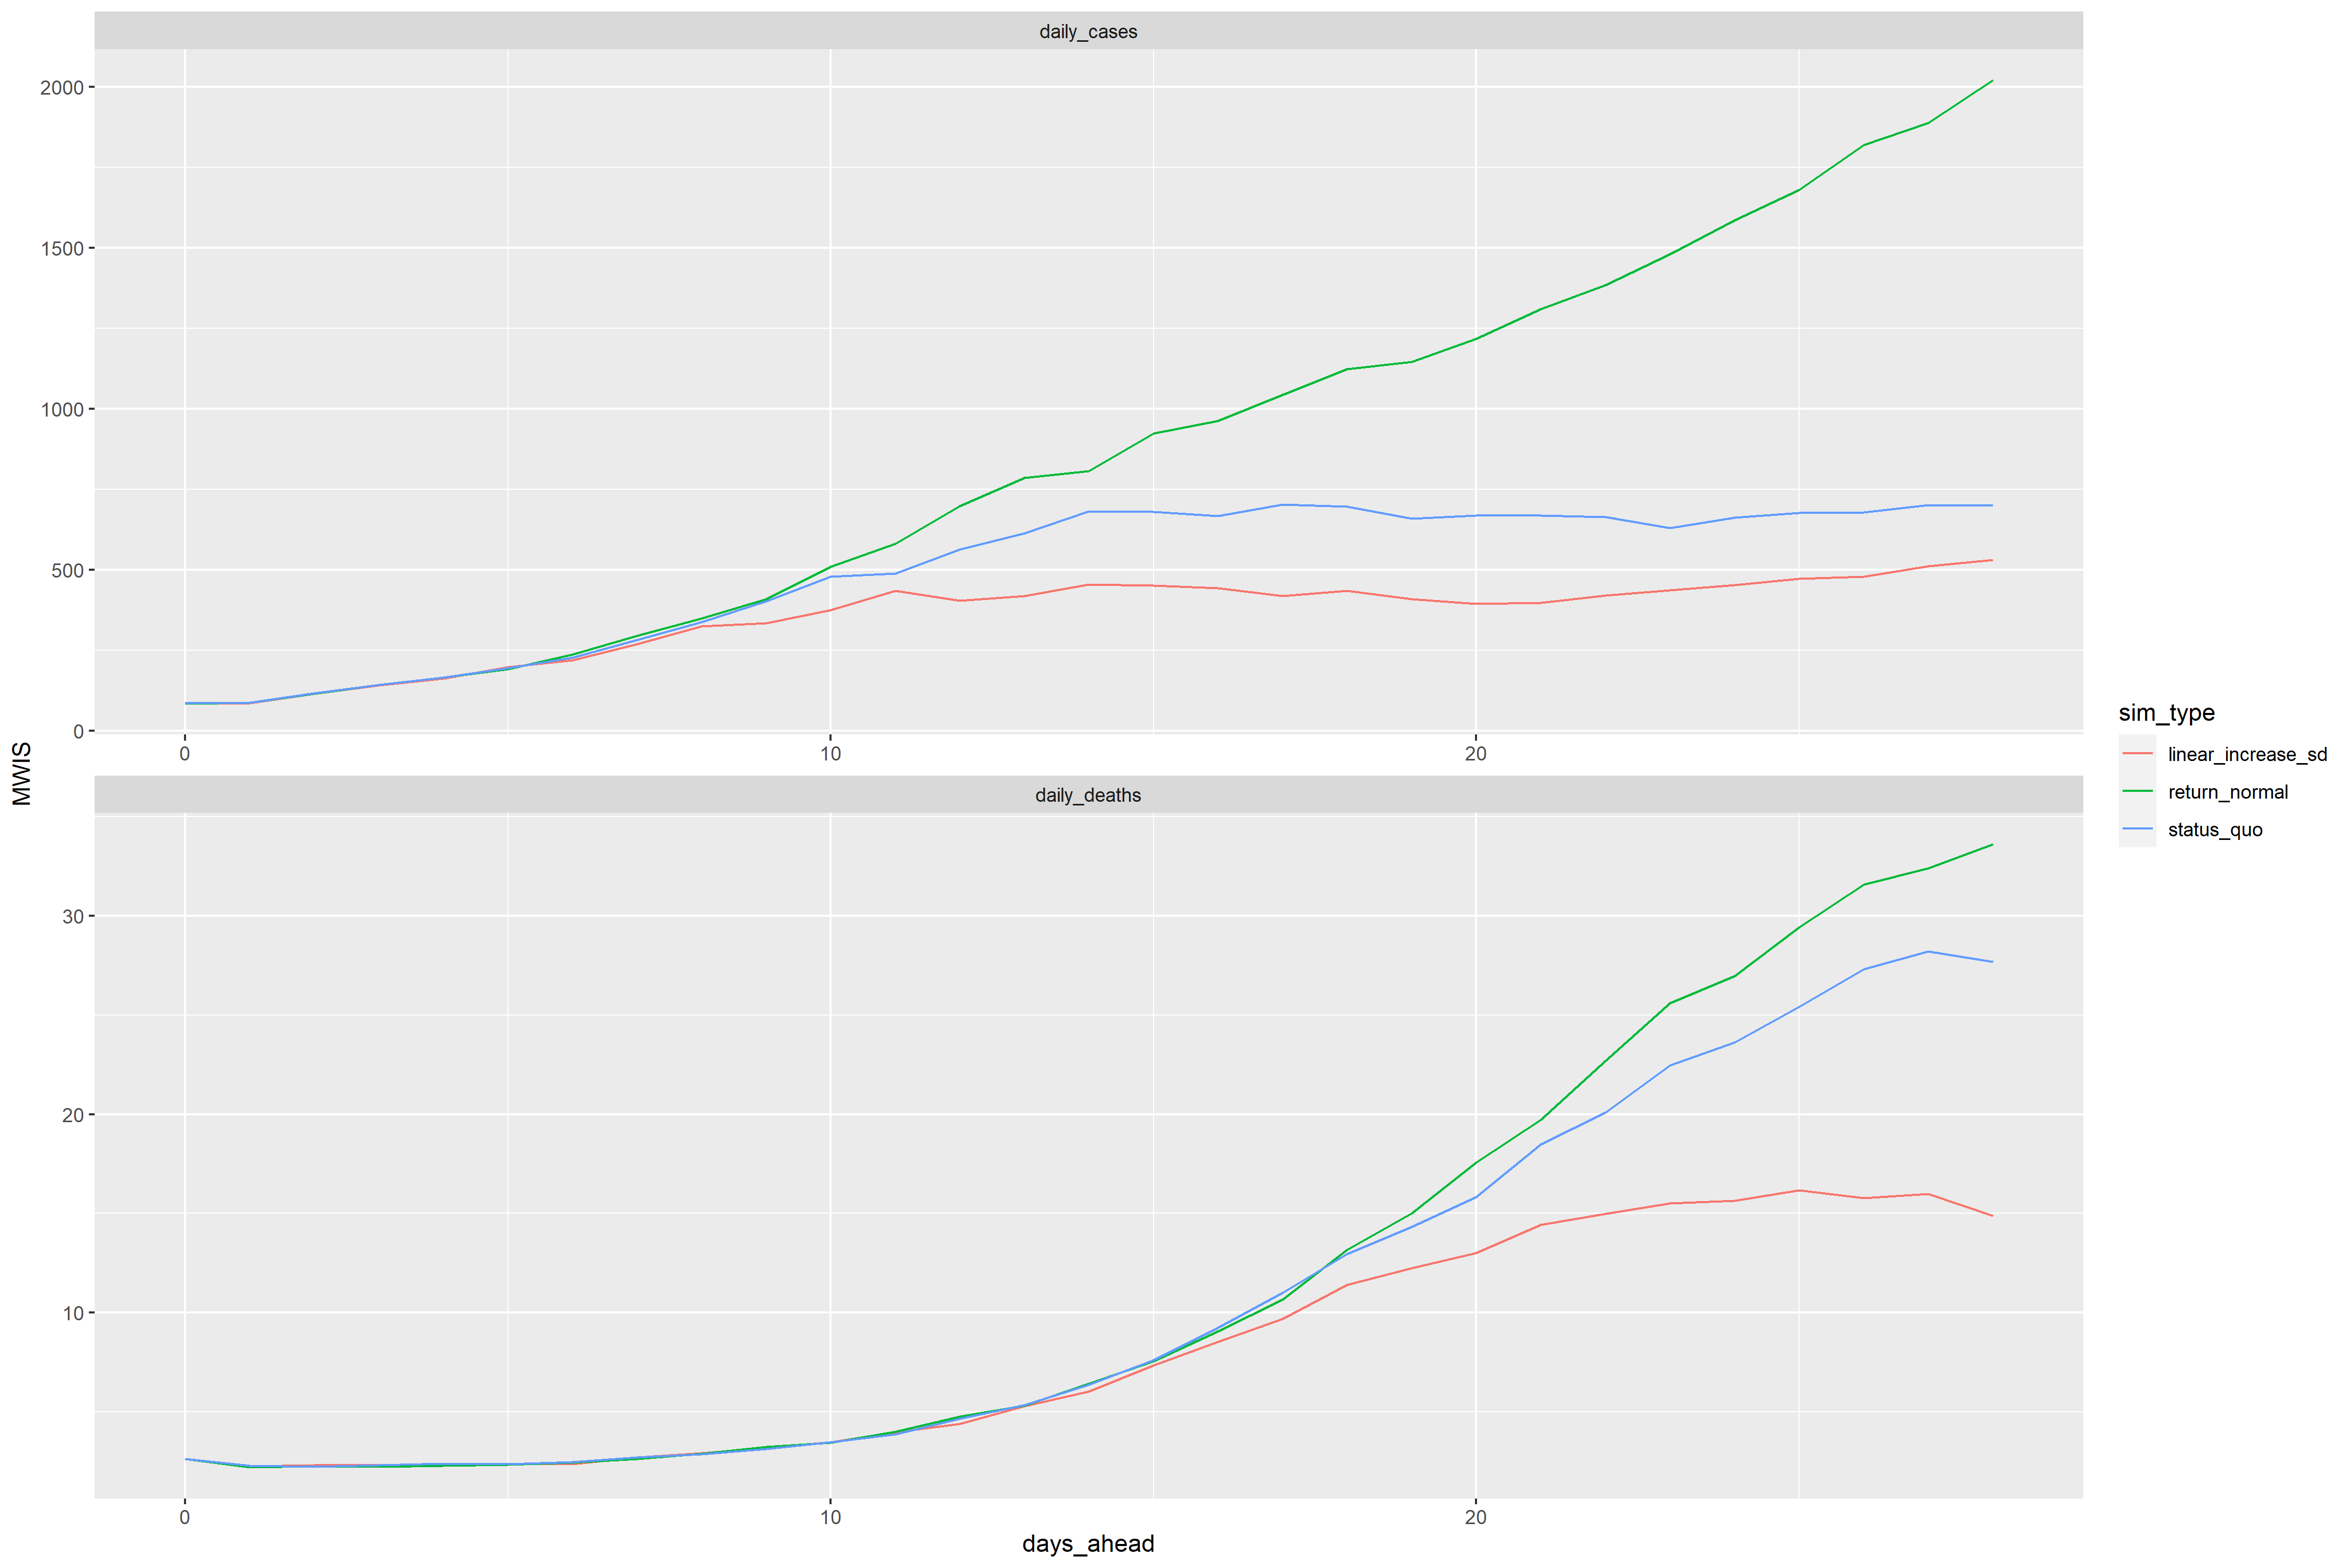 daily_cases
2000
1500
1000
500
0
0 10 20
MWIS
daily_deaths
30
20
10
0 10 20
days_ahead
sim_type
linear_increase_sd
return_normal
status_quo